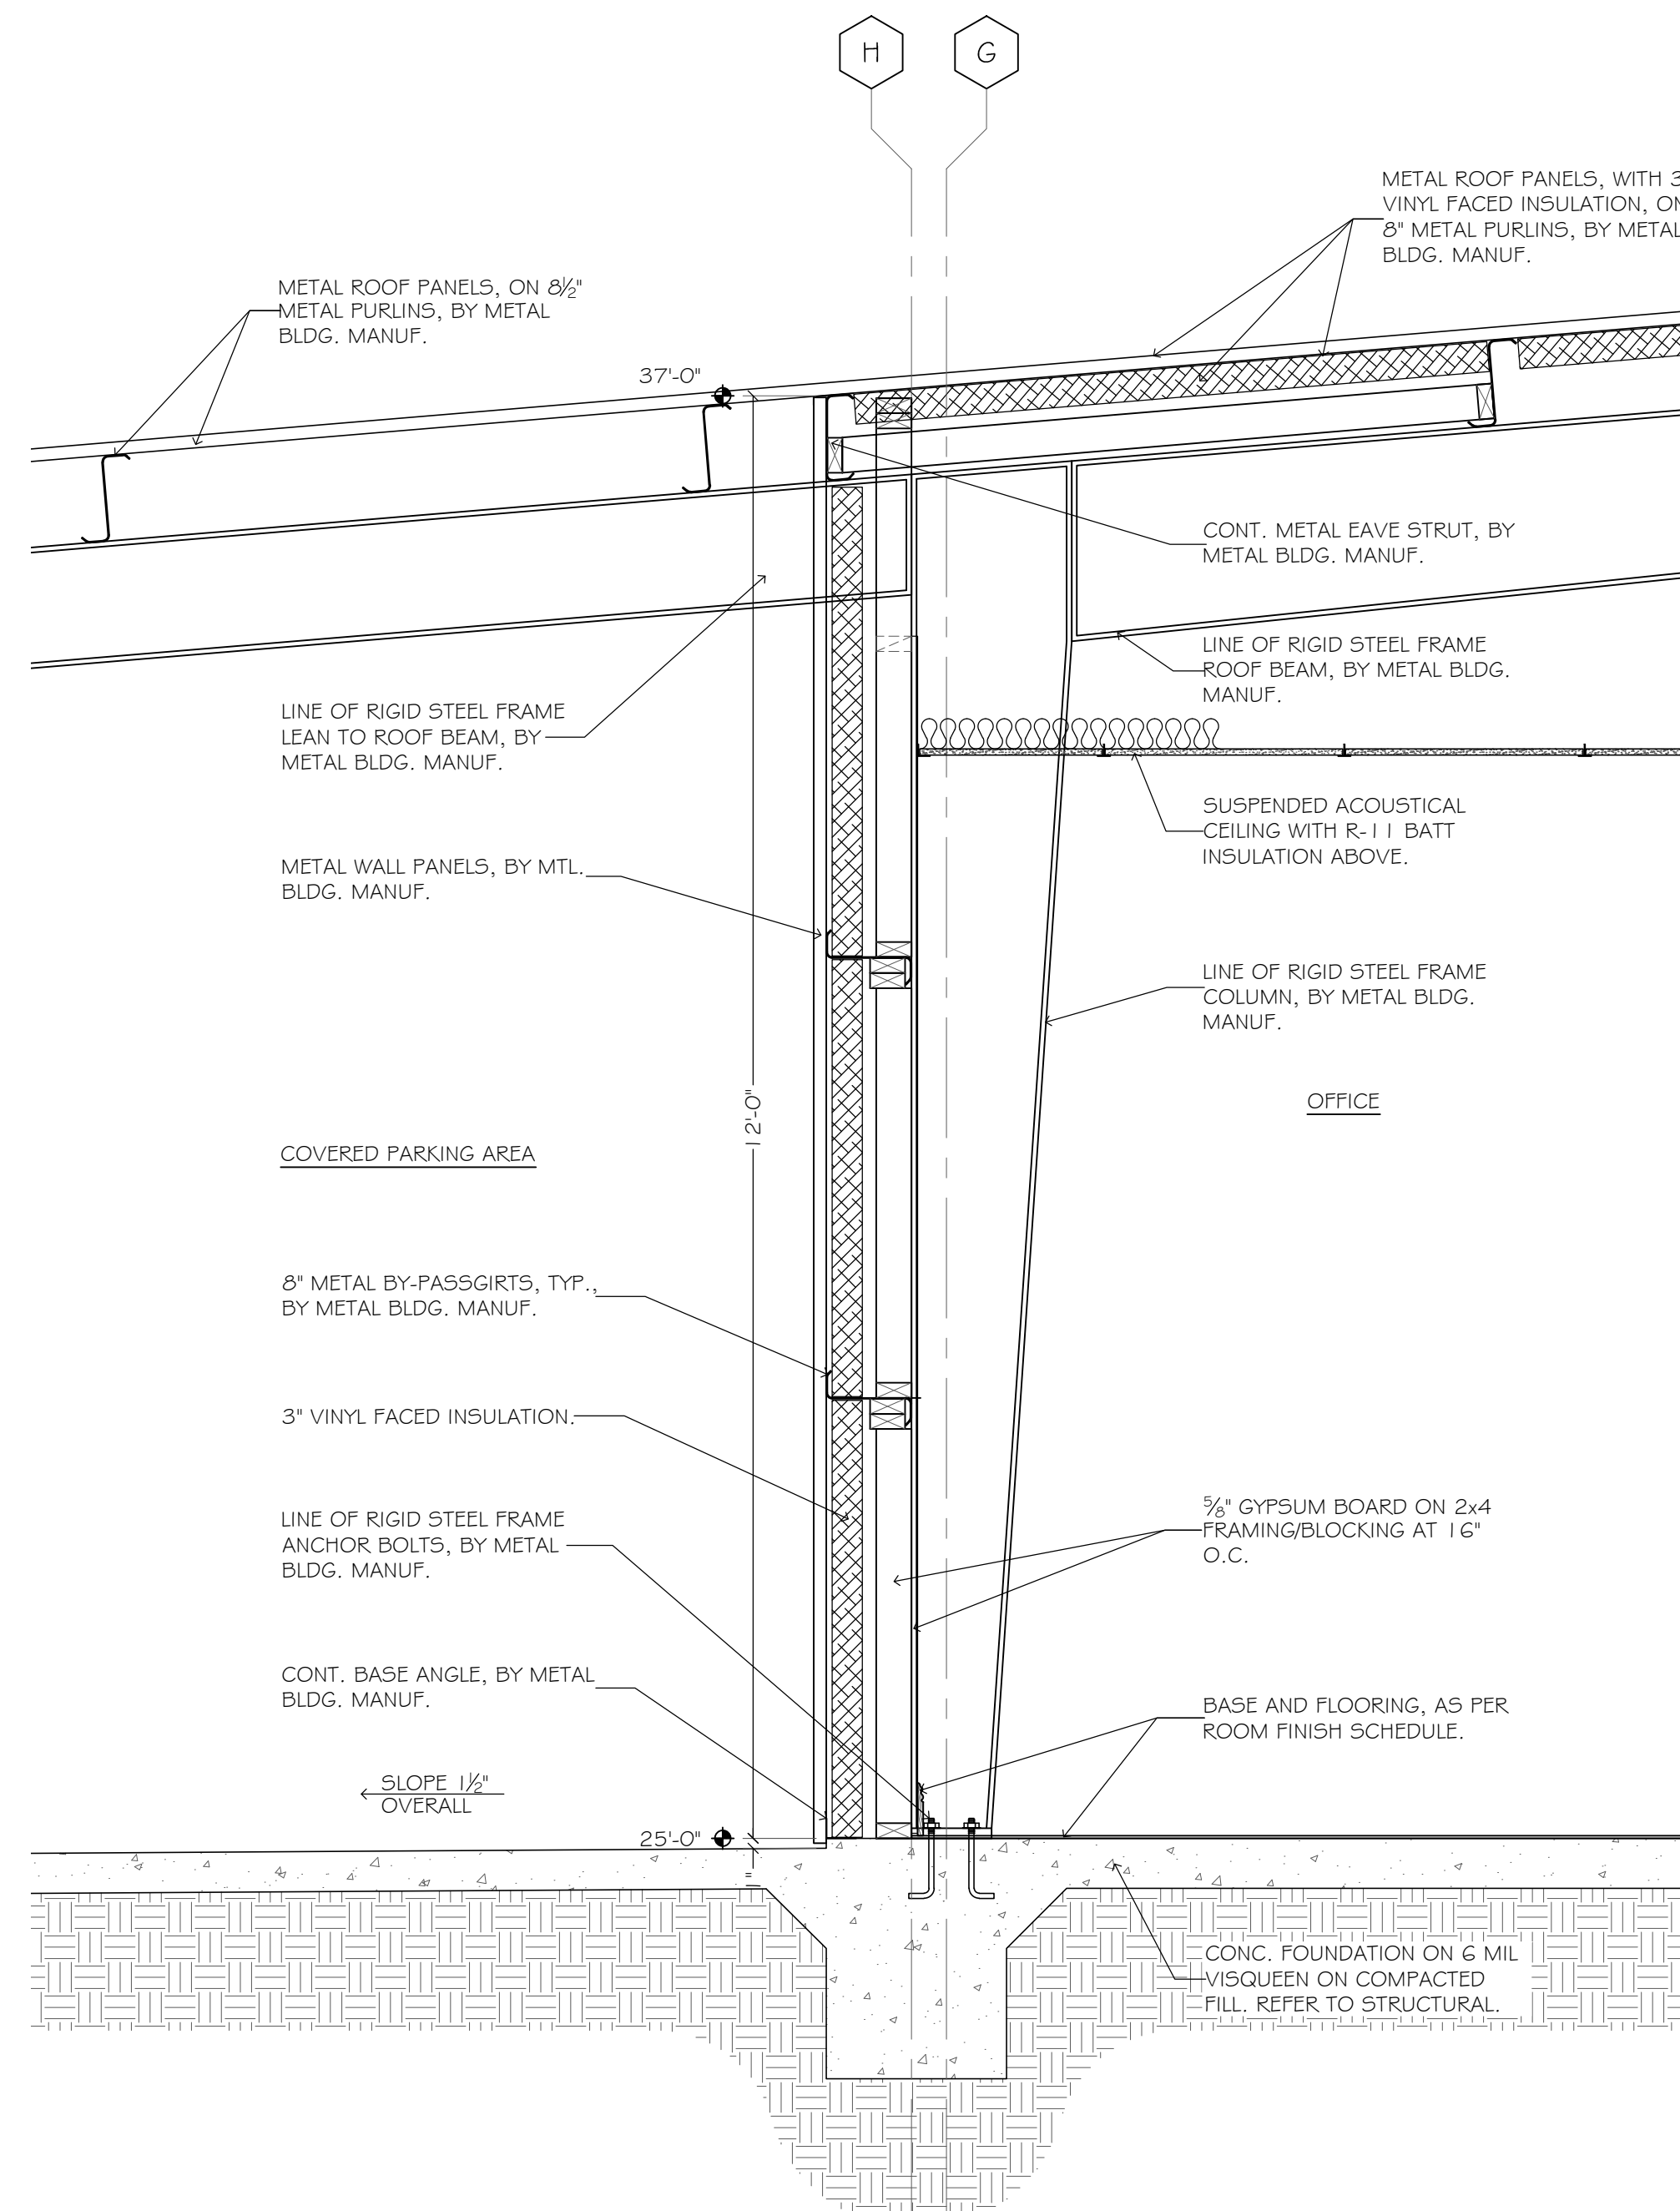 H
G
METAL ROOF PANELS, WITH 3
VINYL FACED INSULATION, ON
8" METAL PURLINS, BY METAL
BLDG. MANUF.
METAL ROOF PANELS, ON 8½"
METAL PURLINS, BY METAL
BLDG. MANUF.
37'-0"
CONT. METAL EAVE STRUT, BY
METAL BLDG. MANUF.
LINE OF RIGID STEEL FRAME
ROOF BEAM, BY METAL BLDG.
MANUF.
LINE OF RIGID STEEL FRAME
LEAN TO ROOF BEAM, BY
METAL BLDG. MANUF.
SUSPENDED ACOUSTICAL
CEILING WITH R-11 BATT
INSULATION ABOVE.
METAL WALL PANELS, BY MTL.
BLDG. MANUF.
LINE OF RIGID STEEL FRAME
COLUMN, BY METAL BLDG.
MANUF.
12'-0"
OFFICE
COVERED PARKING AREA
8" METAL BY-PASSGIRTS, TYP.,
BY METAL BLDG. MANUF.
3" VINYL FACED INSULATION.
LINE OF RIGID STEEL FRAME
ANCHOR BOLTS, BY METAL
BLDG. MANUF.
⅝" GYPSUM BOARD ON 2x4
FRAMING/BLOCKING AT 16"
O.C.
CONT. BASE ANGLE, BY METAL
BLDG. MANUF.
BASE AND FLOORING, AS PER
ROOM FINISH SCHEDULE.
SLOPE 1½"
OVERALL
25'-0"
1"
CONC. FOUNDATION ON 6 MIL
VISQUEEN ON COMPACTED
FILL. REFER TO STRUCTURAL.